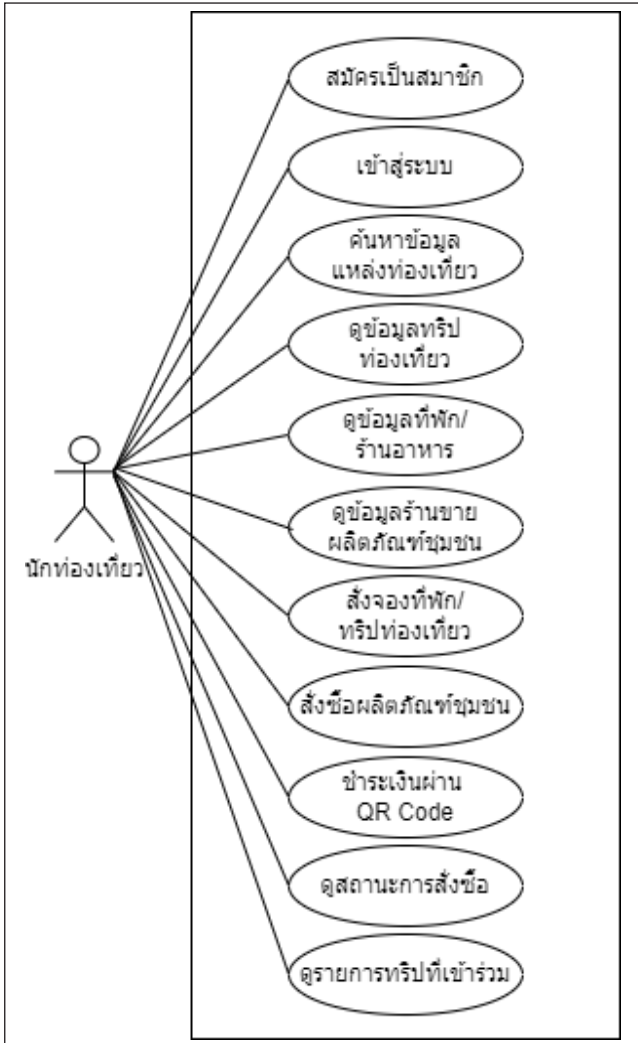 สมัครเป็นสมาชิก
เข้าสู่ระบบ
ค้นหาข้อมูล
แหล่งท่องเที่ยว
ดูข้อมูลทริป
ท่องเที่ยว
ดูข้อมูลที่พัก/
ร้านอาหาร
ดูข้อมูลร้านขาย
ผลิตภัณฑ์ชุมชน
นักท่องเที่ยว
สั่งจองที่พัก/
ทริปท่องเที่ยว
สั่งซื้อผลิตภัณฑ์ชุมชน
ชำระเงินผ่าน
QR Code
ดูสถานะการสั่งซื้อ
ดูรายการทริปที่เข้าร่วม